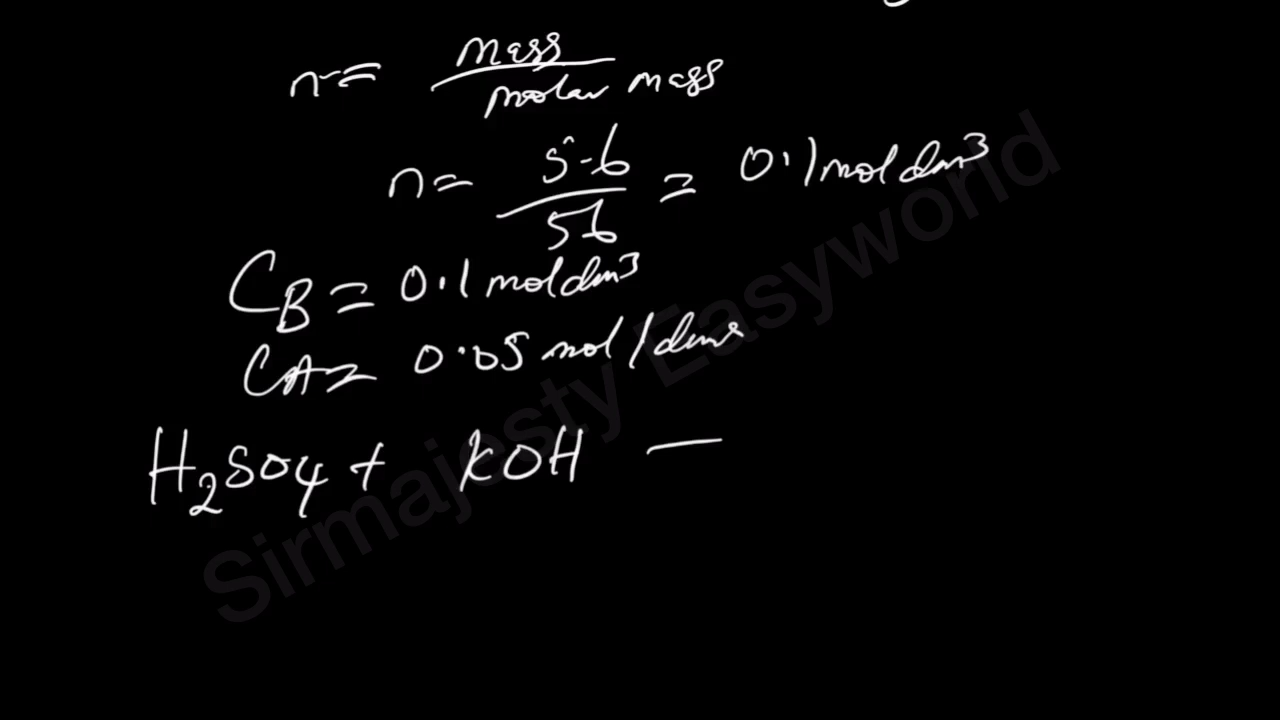 n = mass / molar mass
n = 5.6 / 56 = 0.1 mol dm³
CB = 0.1 mol dm³
CA = 0.05 mol / dm³
H₂SO₄ + KOH —
Sirmajesty Easyworld